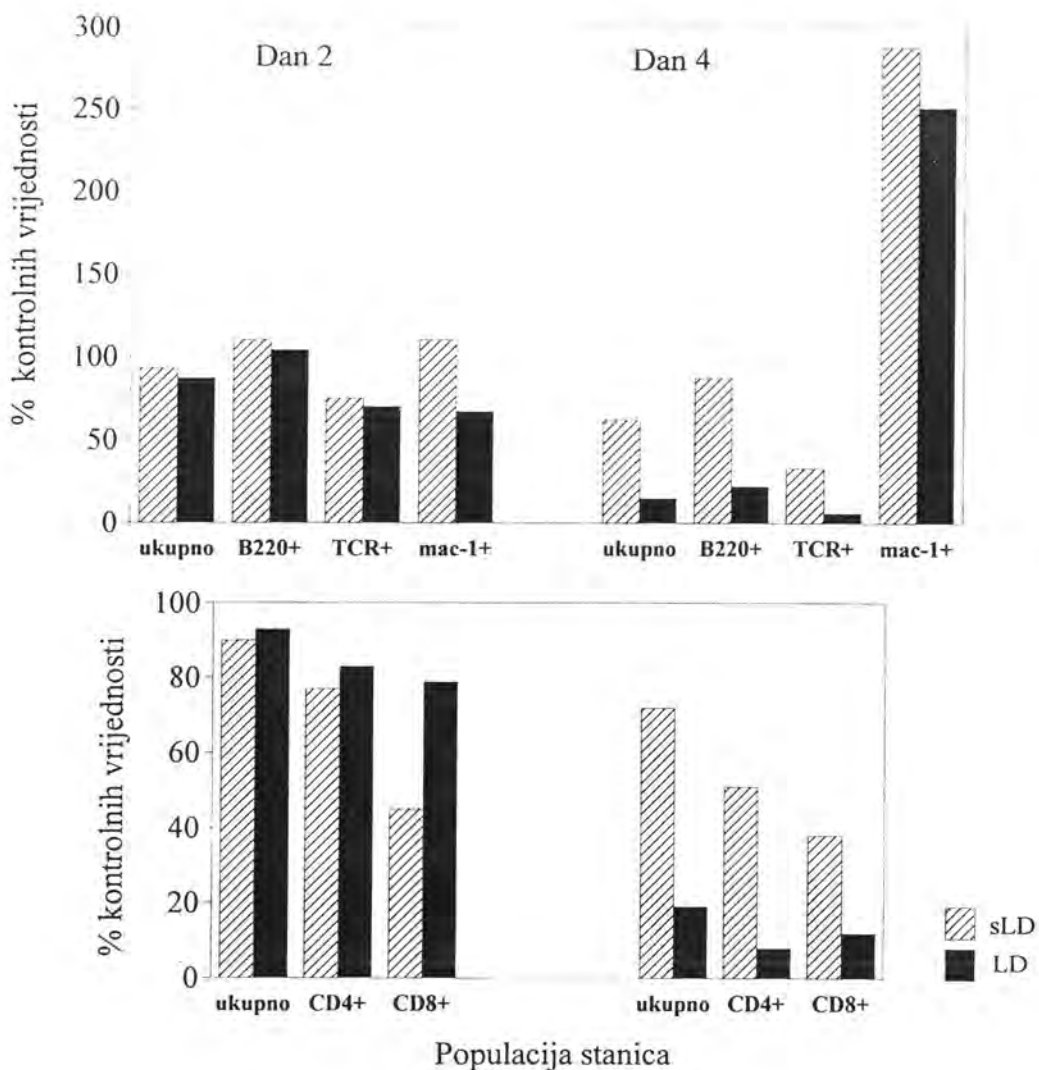 Dan 2 Dan 4
% kontrolnih vrijednosti
300
250
200
150
100
50
0
ukupno B220+ TCR+ mac-1+ ukupno B220+ TCR+ mac-1+
% kontrolnih vrijednosti
100
80
60
40
20
0
ukupno CD4+ CD8+ ukupno CD4+ CD8+
sLD
LD
Populacija stanica